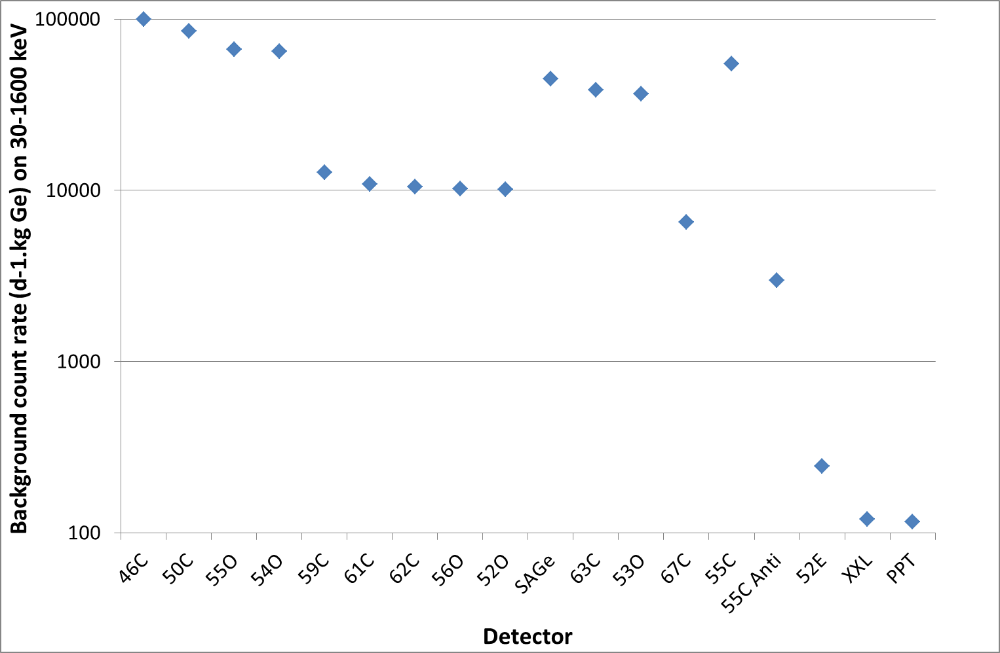 Background count rate (d-1.kg Ge) on 30-1600 keV
100000
10000
1000
100
46C
50C
55O
54O
59C
61C
62C
56O
52O
SAGe
63C
53O
67C
55C
55C Anti
52E
XXL
PPT
Detector